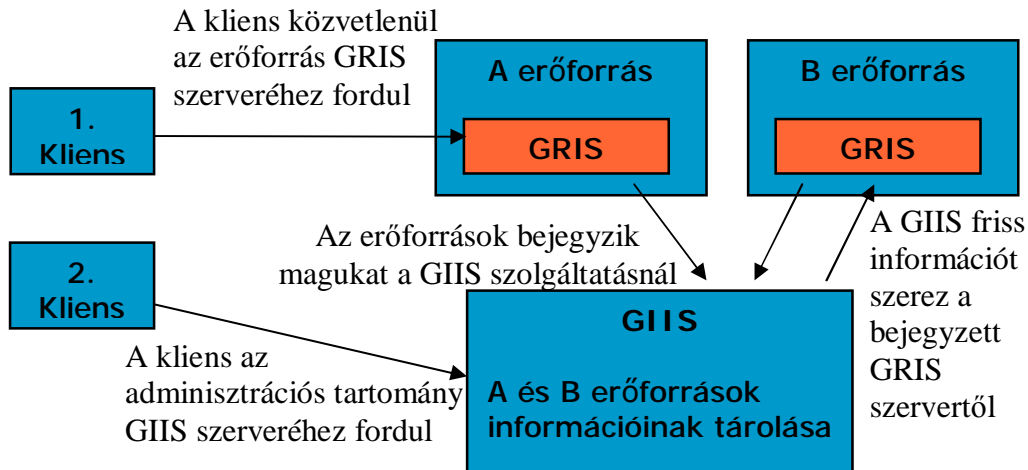 A kliens közvetlenül
az erőforrás GRIS
szerveréhez fordul
A erőforrás
B erőforrás
1.
Kliens
GRIS
GRIS
Az erőforrások bejegyzik
magukat a GIIS szolgáltatásnál
A GIIS friss
információt
szerez a
bejegyzett
GRIS
szervertől
2.
Kliens
GIIS
A kliens az
adminisztrációs tartomány
GIIS szerveréhez fordul
A és B erőforrások
információinak tárolása